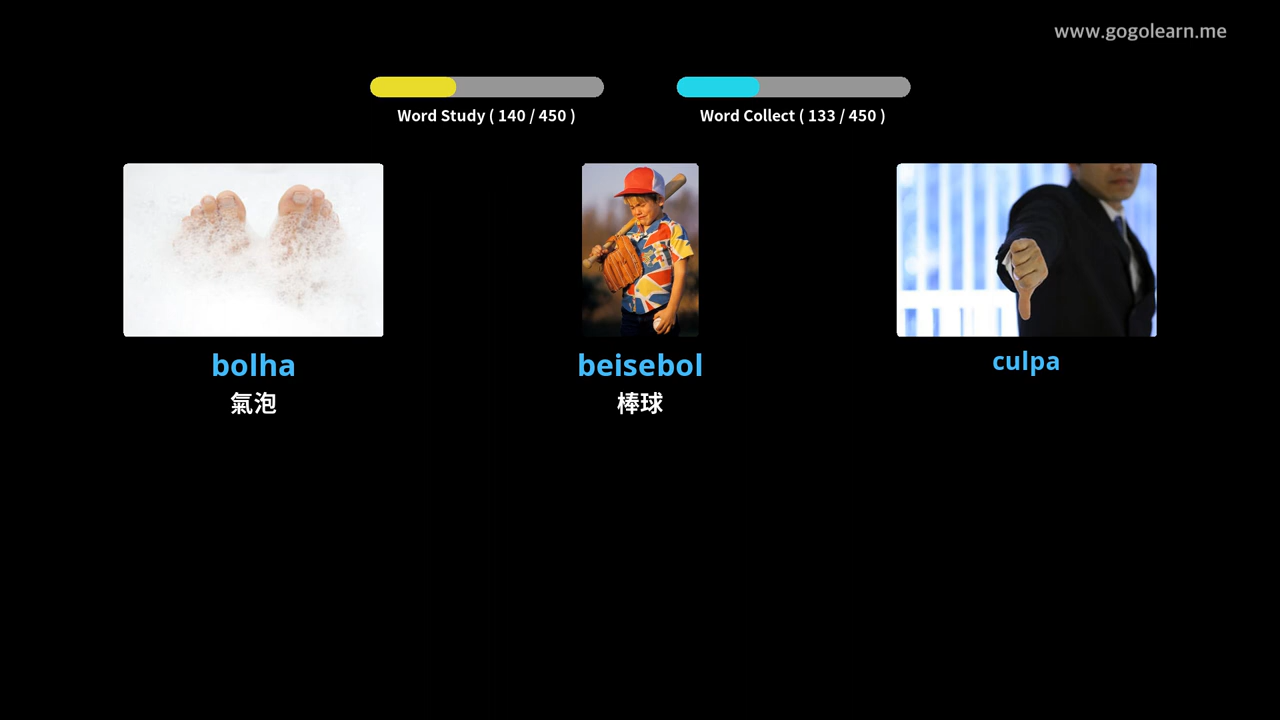 www.gogolearn.me
Word Study ( 140 / 450 )
Word Collect ( 133 / 450 )
bolha
氣泡
beisebol
棒球
culpa